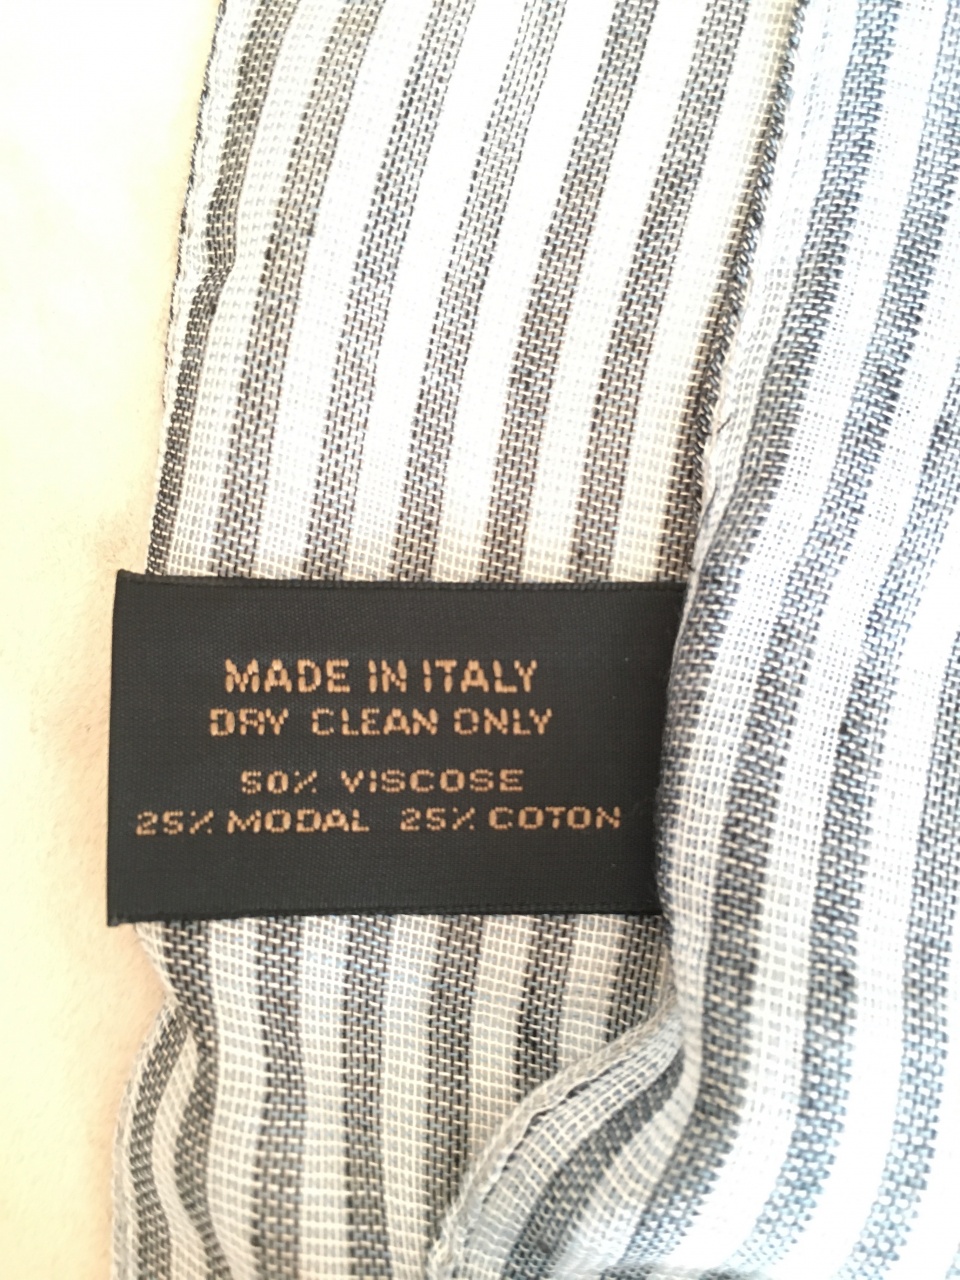 MADE IN ITALY
DRY CLEAN ONLY
50% VISCOSE
25% MODAL 25% COTON